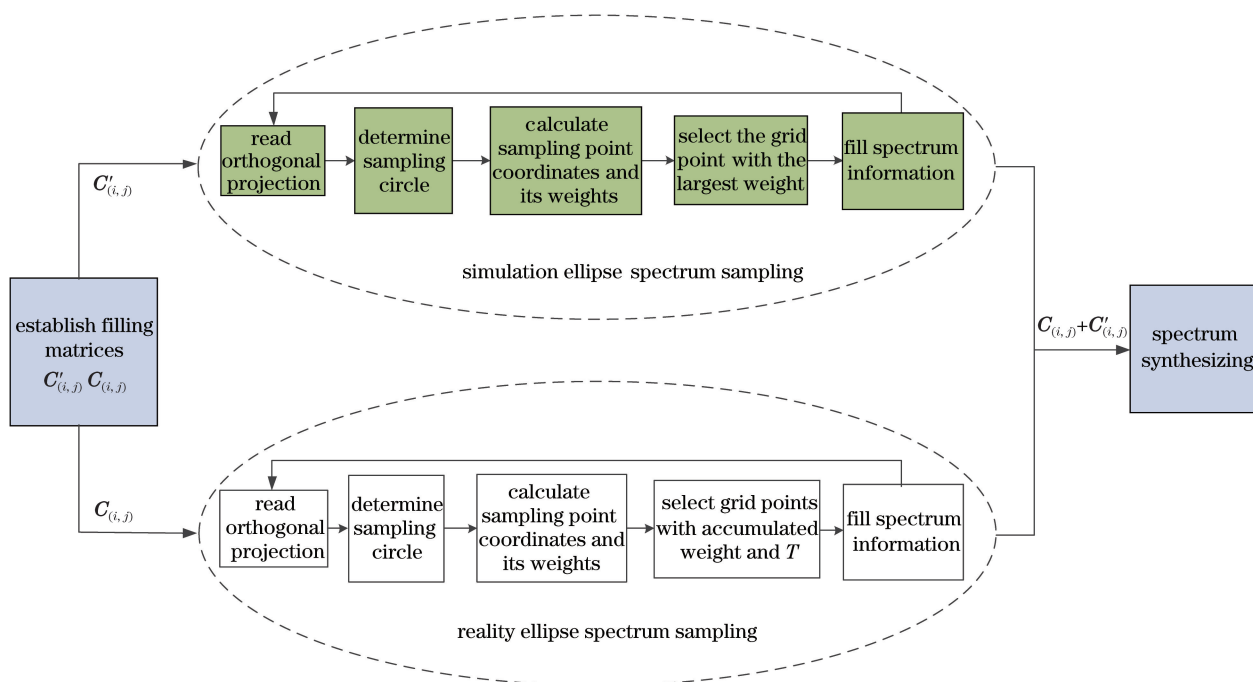 read
orthogonal
projection
determine
sampling
circle
calculate
sampling point
coordinates and
its weights
select the grid
point with the
largest weight
fill spectrum
information
C′(i, j)
simulation ellipse spectrum sampling
establish filling
matrices
C′(i, j) C(i, j)
C(i, j)+C′(i, j)
spectrum
synthesizing
C(i, j)
read
orthogonal
projection
determine
sampling
circle
calculate
sampling point
coordinates and
its weights
select grid points
with accumulated
weight and T
fill spectrum
information
reality ellipse spectrum sampling